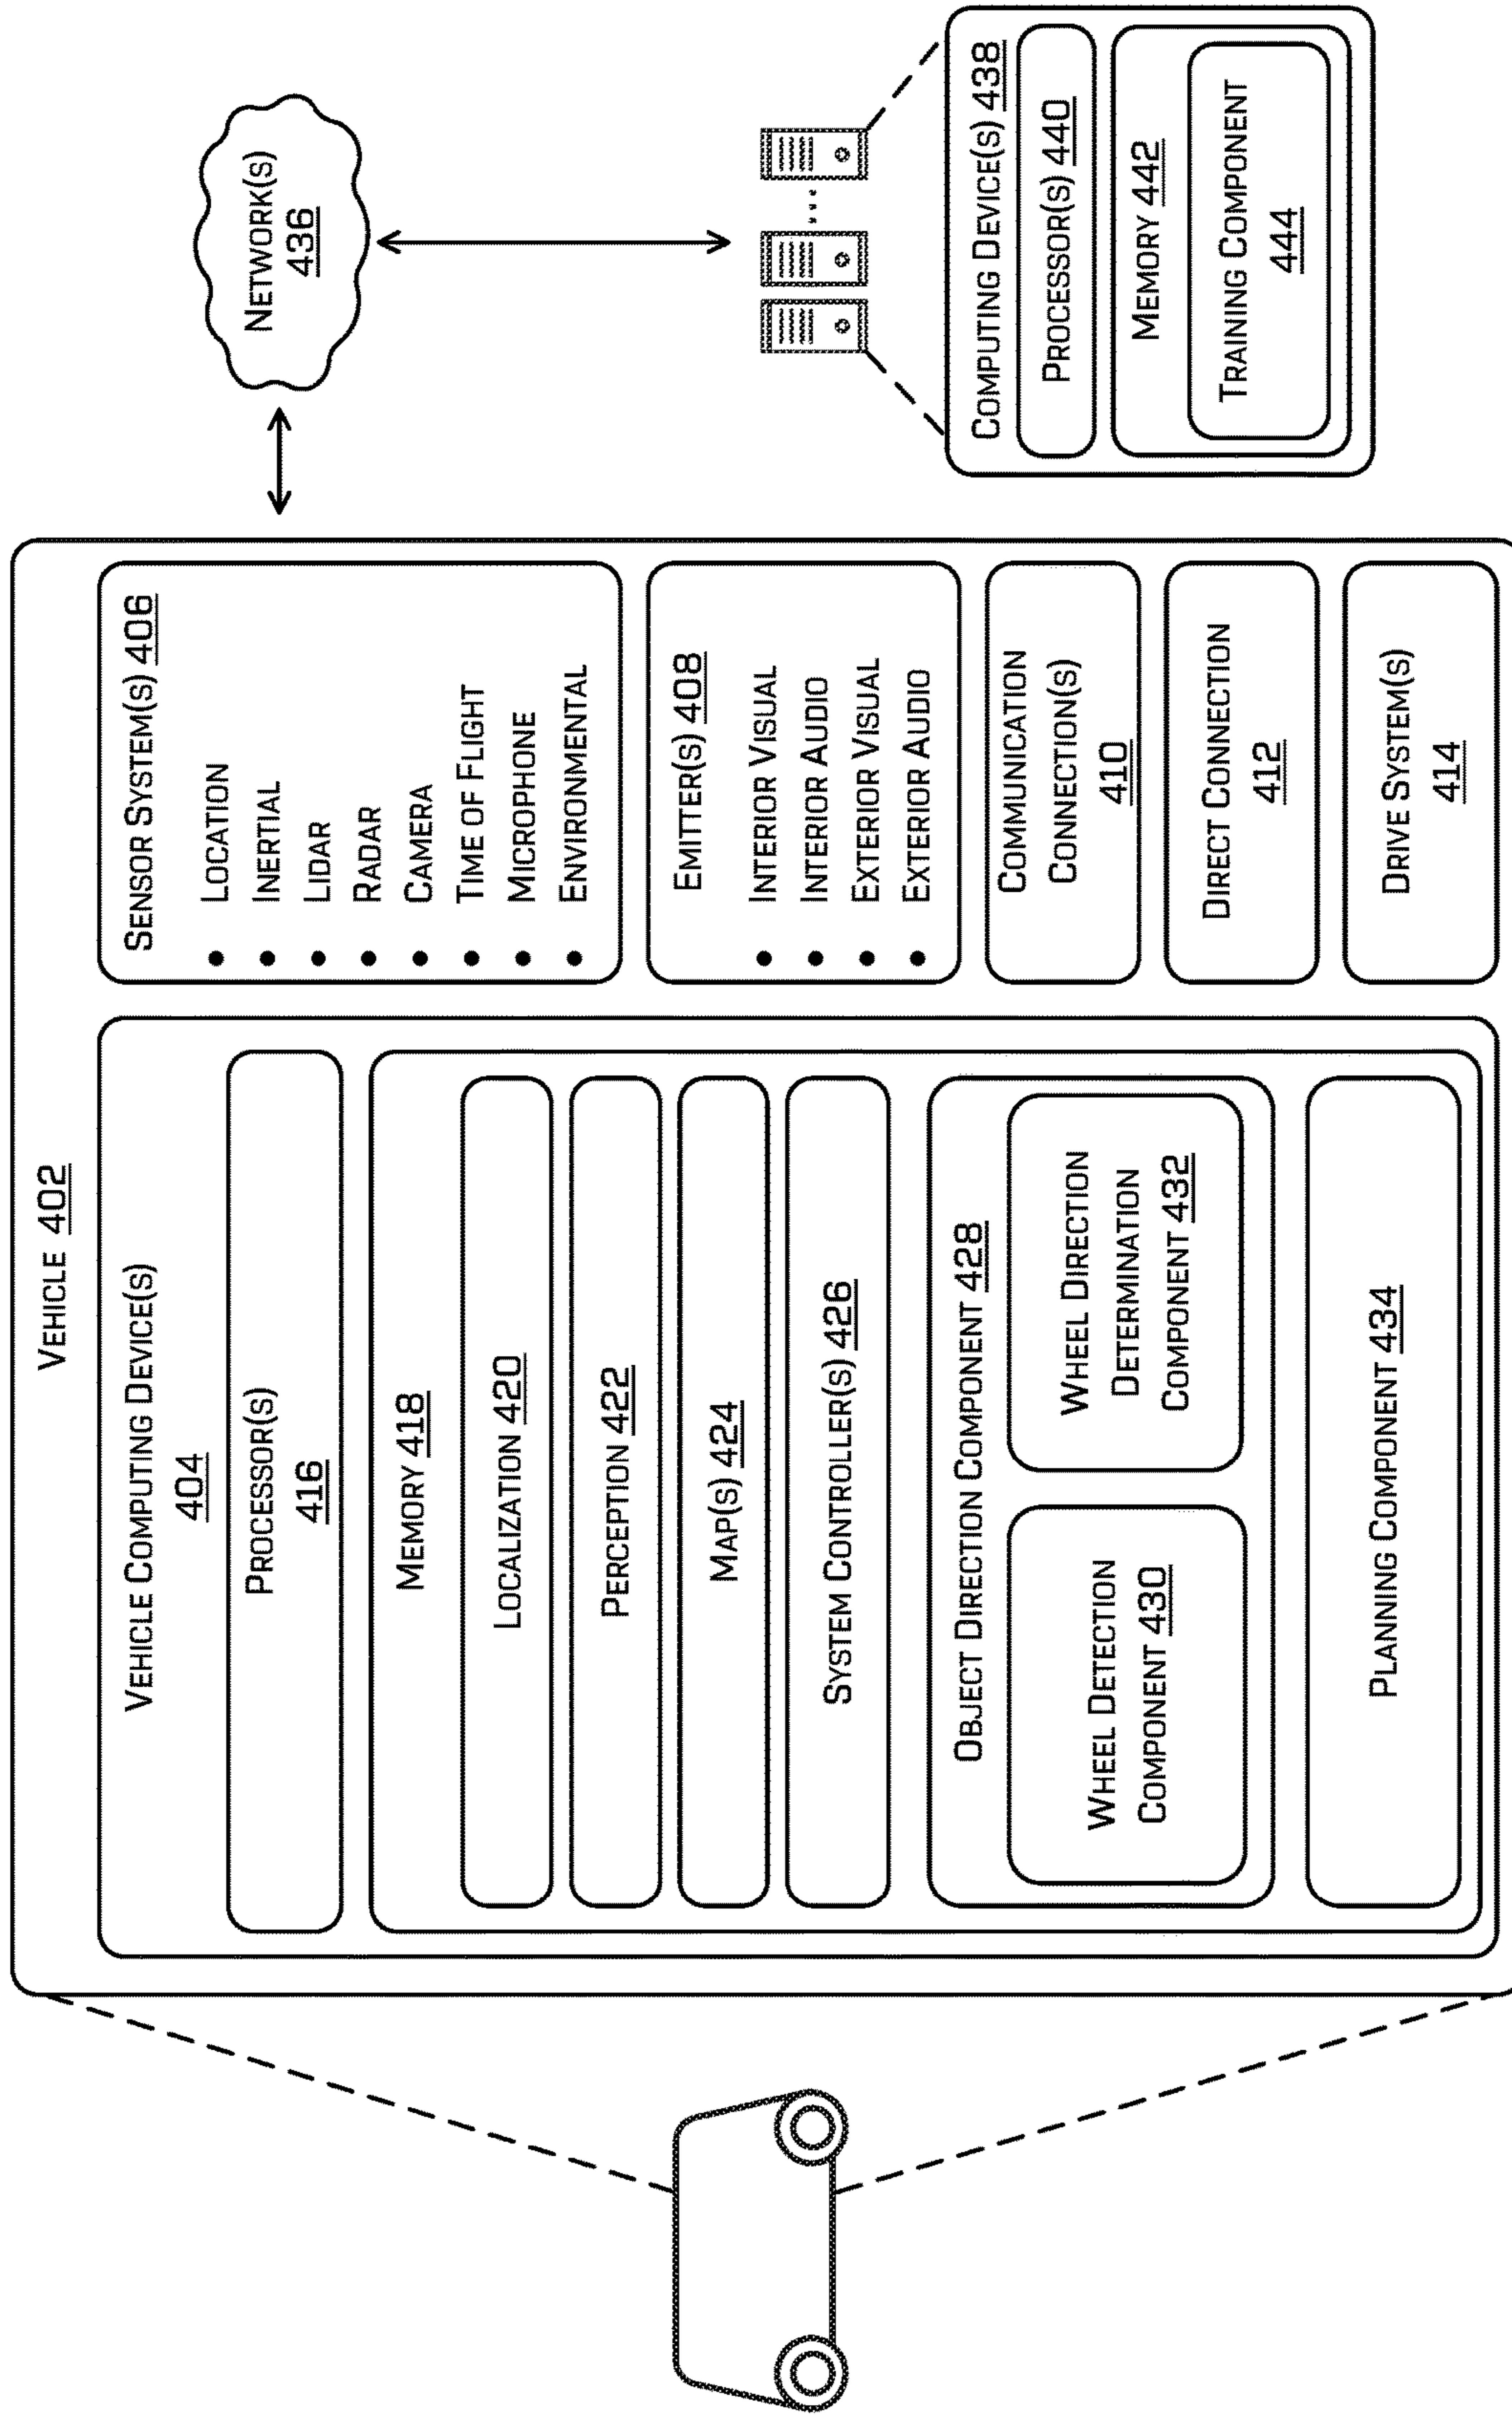 VEHICLE 402
VEHICLE COMPUTING DEVICE(S)
404
PROCESSOR(S)
416
MEMORY 418
LOCALIZATION 420
PERCEPTION 422
MAP(S) 424
SYSTEM CONTROLLER(S) 426
OBJECT DIRECTION COMPONENT 428
WHEEL DETECTION
COMPONENT 430
WHEEL DIRECTION
DETERMINATION
COMPONENT 432
PLANNING COMPONENT 434
SENSOR SYSTEM(S) 406
• LOCATION
• INERTIAL
• LIDAR
• RADAR
• CAMERA
• TIME OF FLIGHT
• MICROPHONE
• ENVIRONMENTAL
EMITTER(S) 408
• INTERIOR VISUAL
• INTERIOR AUDIO
• EXTERIOR VISUAL
• EXTERIOR AUDIO
COMMUNICATION
CONNECTION(S)
410
DIRECT CONNECTION
412
DRIVE SYSTEM(S)
414
NETWORK(S)
436
COMPUTING DEVICE(S) 438
PROCESSOR(S) 440
MEMORY 442
TRAINING COMPONENT
444